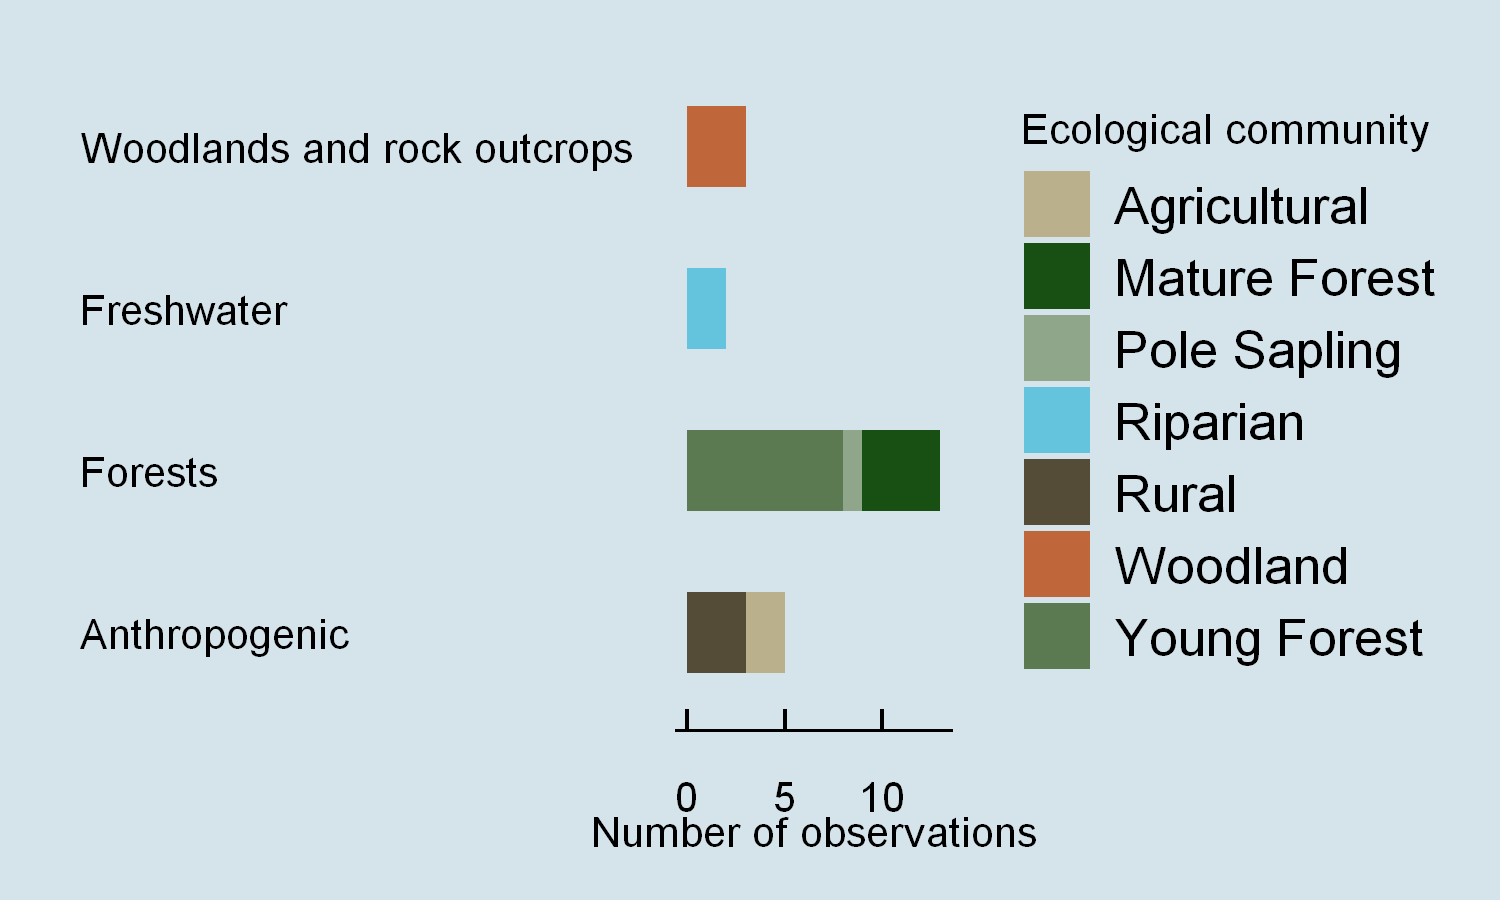 Woodlands and rock outcrops
Freshwater
Forests
Anthropogenic
0 5 10
Number of observations
Ecological community
Agricultural
Mature Forest
Pole Sapling
Riparian
Rural
Woodland
Young Forest